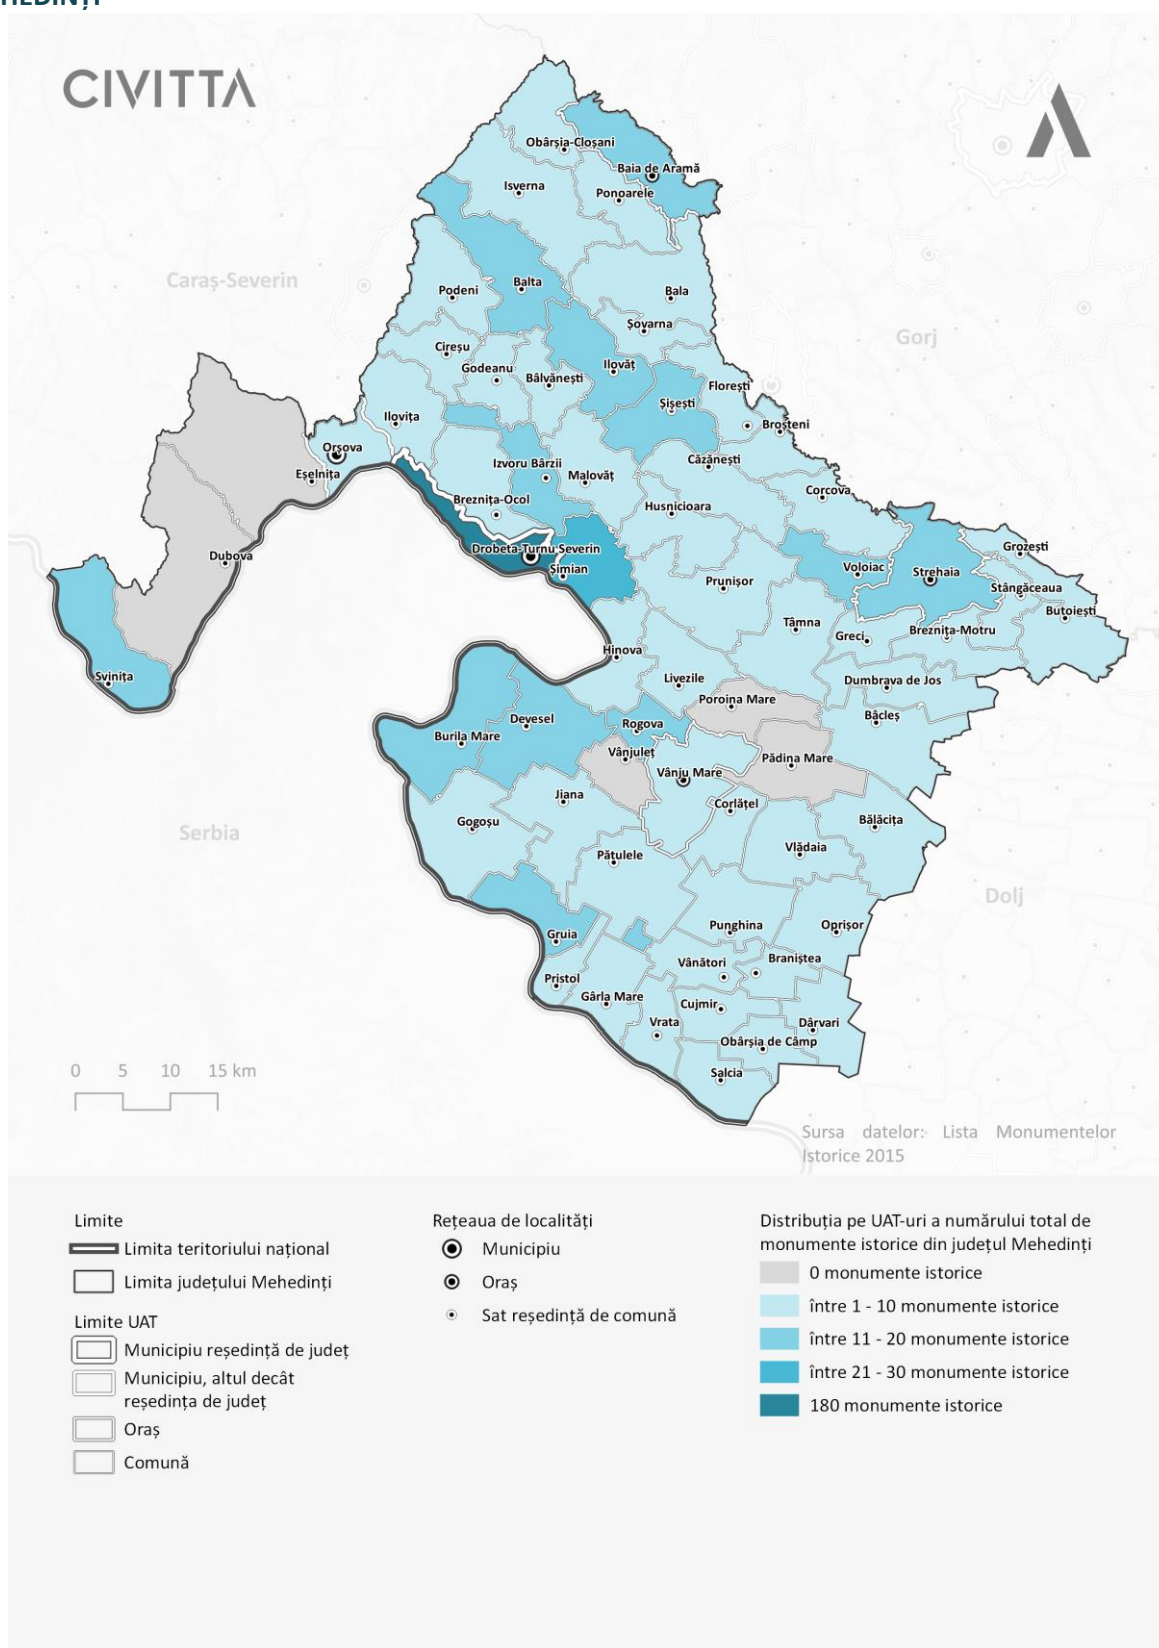 HEDINȚI
CIVITTA
Obârșia-Cloșani
Baia de Aramă
Isverna
Ponoarele
Caraș-Severin
Balta
Podeni
Bala
Șovarna
Gorj
Cireșu
Godeanu
Ilovăț
Bâlvănești
Florești
Șișești
Ilovița
Broșteni
Orșova
Căzănești
Izvoru Bârzii
Eșelnița
Malovăț
Corcova
Breznița-Ocol
Husnicioara
Grozești
Drobeta-Turnu Severin
Dubova
Șimian
Voloiac
Strehaia
Prunișor
Stângăceaua
Butoiești
Tâmna
Greci
Breznița-Motru
Hinova
Svinița
Livezile
Dumbrava de Jos
Poroina Mare
Bâcleș
Devesel
Rogova
Burila Mare
Vânjuleț
Pădina Mare
Vânju Mare
Jiana
Corlățel
Gogoșu
Bălăcița
Serbia
Vlădaia
Pătulele
Dolj
Punghina
Oprișor
Gruia
Braniștea
Vânători
Pristol
Gârla Mare
Cujmir
Vrata
Dârvari
Obârșia de Câmp
Salcia
0 5 10 15 km
Sursa datelor: Lista Monumentelor
Istorice 2015
Limite
Limita teritoriului național
Limita județului Mehedinți
Limite UAT
Municipiu reședință de județ
Municipiu, altul decât
reședința de județ
Oraș
Comună
Rețeaua de localități
Municipiu
Oraș
Sat reședință de comună
Distribuția pe UAT-uri a numărului total de
monumente istorice din județul Mehedinți
0 monumente istorice
între 1 - 10 monumente istorice
între 11 - 20 monumente istorice
între 21 - 30 monumente istorice
180 monumente istorice